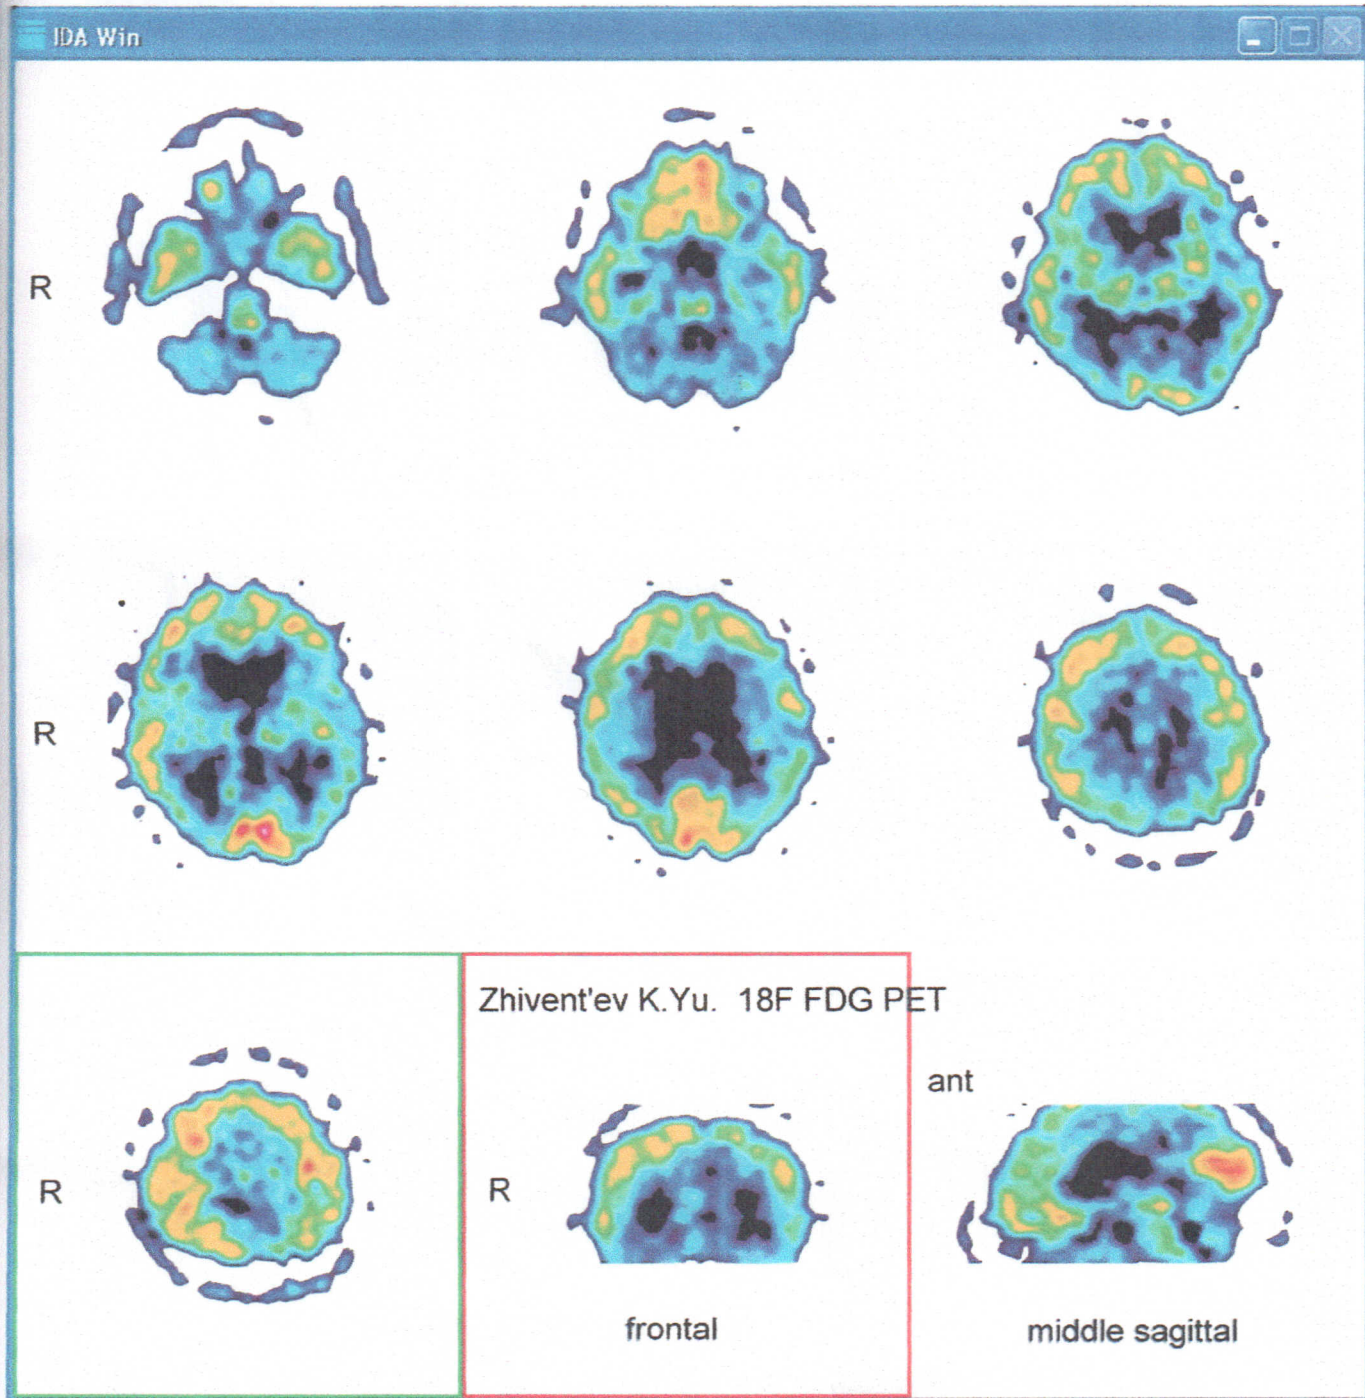 IDA Win
R
R
Zhivent'ev K.Yu. 18F FDG PET
ant
R
R
frontal
middle sagittal